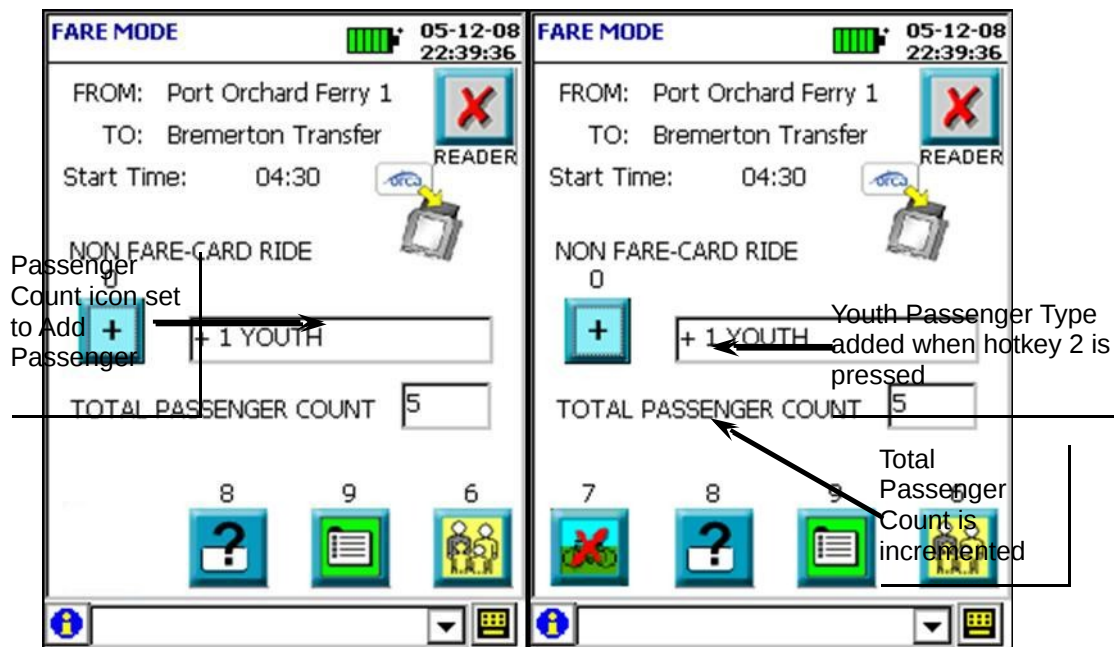 FARE MODE
05-12-08
22:39:36
FROM: Port Orchard Ferry 1
TO: Bremerton Transfer
READER
Start Time: 04:30
orca
NON FARE-CARD RIDE
0
+
+ 1 YOUTH
TOTAL PASSENGER COUNT 5
8 9 6
?
Passenger
Count icon set
to Add
Passenger
FARE MODE
05-12-08
22:39:36
FROM: Port Orchard Ferry 1
TO: Bremerton Transfer
READER
Start Time: 04:30
orca
NON FARE-CARD RIDE
0
+
+ 1 YOUTH
TOTAL PASSENGER COUNT 5
7 8 9 6
?
Youth Passenger Type
added when hotkey 2 is
pressed
Total
Passenger
Count is
incremented